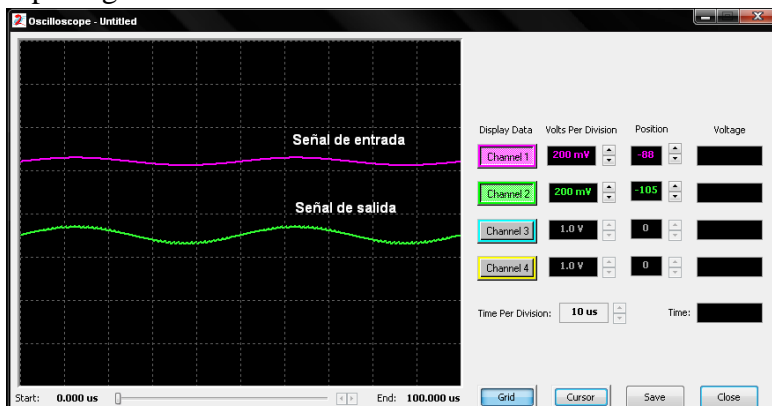 Oscilloscope - Untitled
Señal de entrada
Señal de salida
Display Data Volts Per Division Position Voltage
Channel 1 200 mV -88
Channel 2 200 mV -105
Channel 3 1.0 V 0
Channel 4 1.0 V 0
Time Per Division: 10 us Time:
Start: 0.000 us End: 100.000 us Grid Cursor Save Close